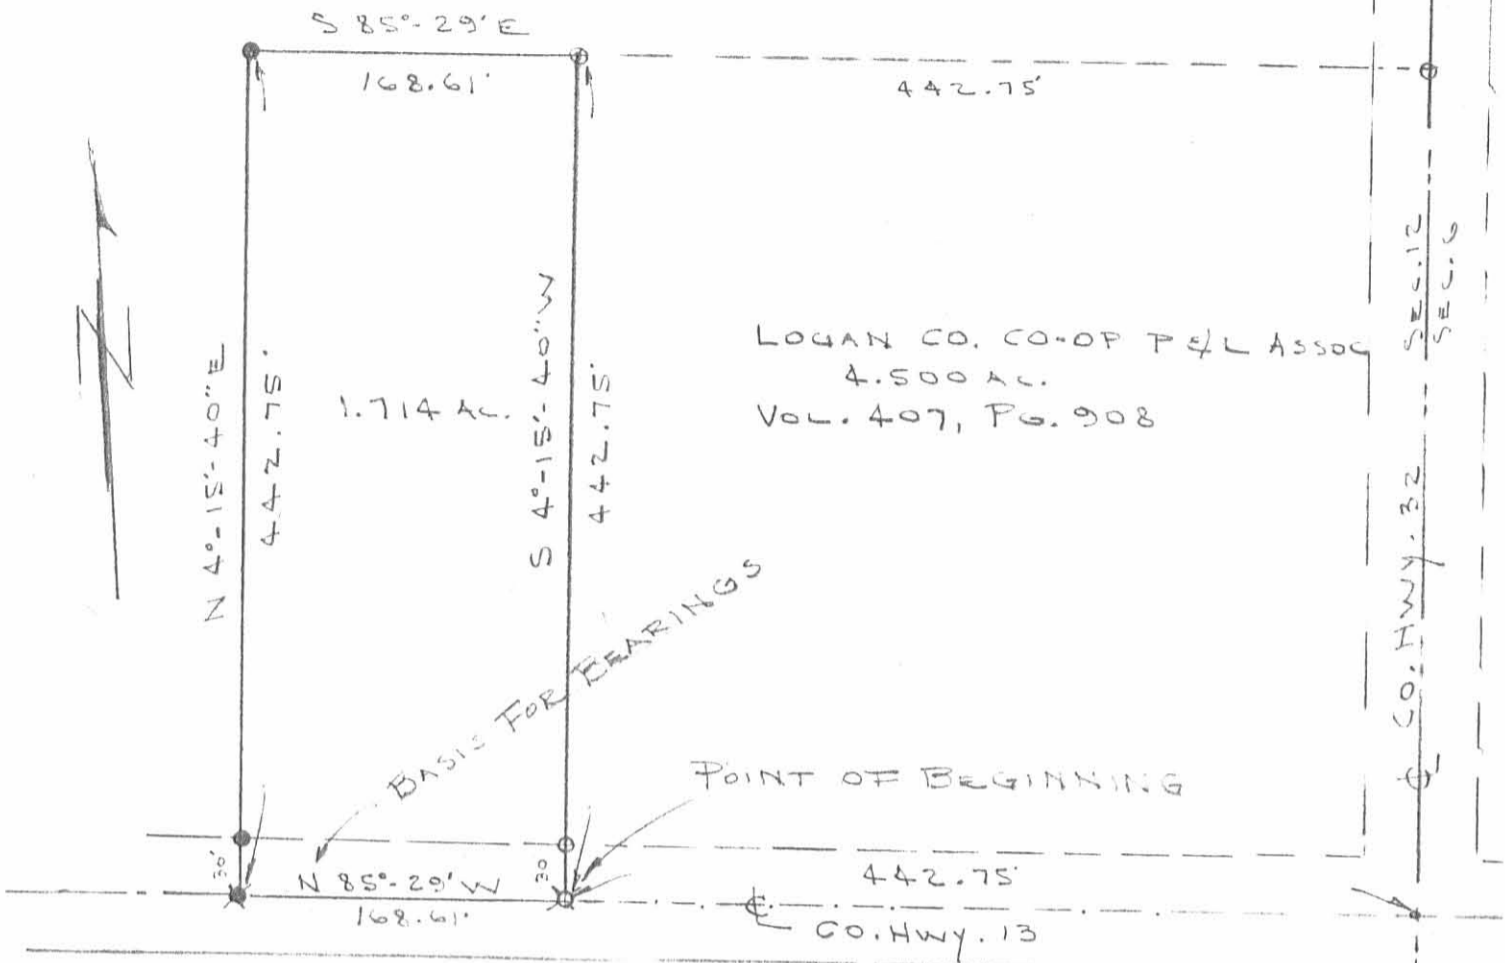 S 85°-29' E
168.61'
442.75'
N
N 4°-15'-40" E
442.75'
1.714 AC.
S 4°-15'-40" W
442.75'
LOGAN CO. CO-OP P&L ASSOC
4.500 AC.
VOL. 407, PG. 908
SEC. 12
SEC. 6
CO. HWY. 32
BASIS FOR BEARINGS
POINT OF BEGINNING
30'
N 85°-29' W
168.61'
30
442.75'
CO. HWY. 13